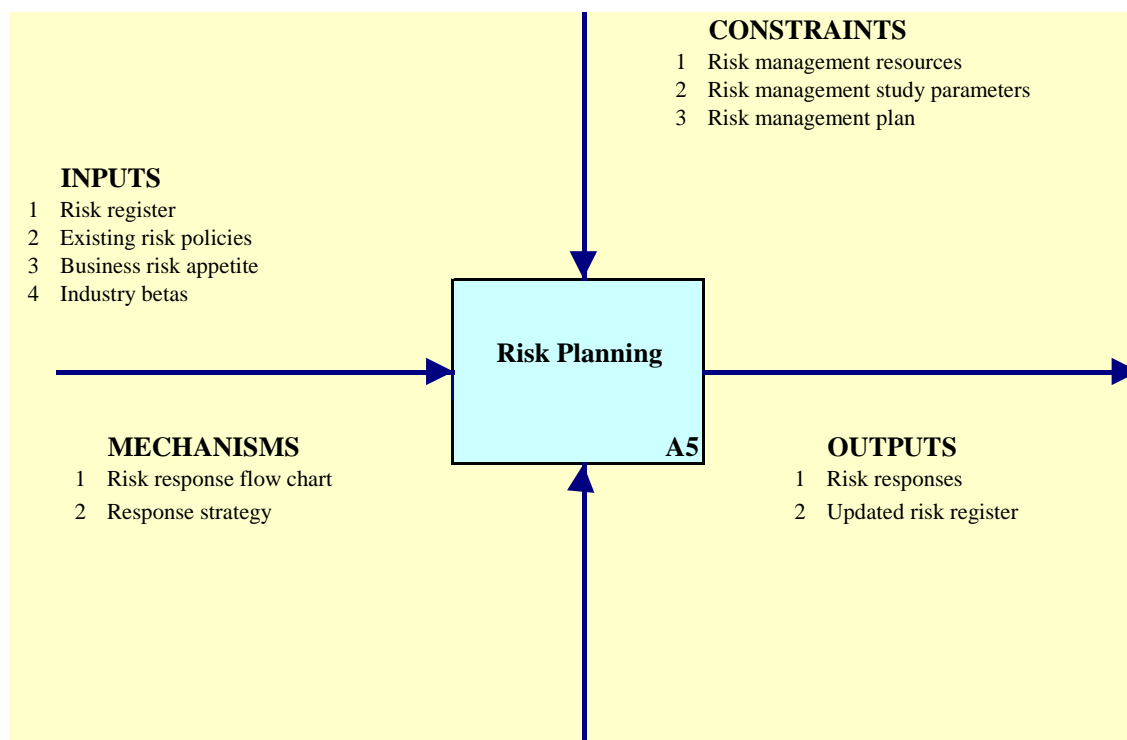 CONSTRAINTS
1 Risk management resources
2 Risk management study parameters
3 Risk management plan
INPUTS
1 Risk register
2 Existing risk policies
3 Business risk appetite
4 Industry betas
Risk Planning
A5
MECHANISMS
1 Risk response flow chart
2 Response strategy
OUTPUTS
1 Risk responses
2 Updated risk register